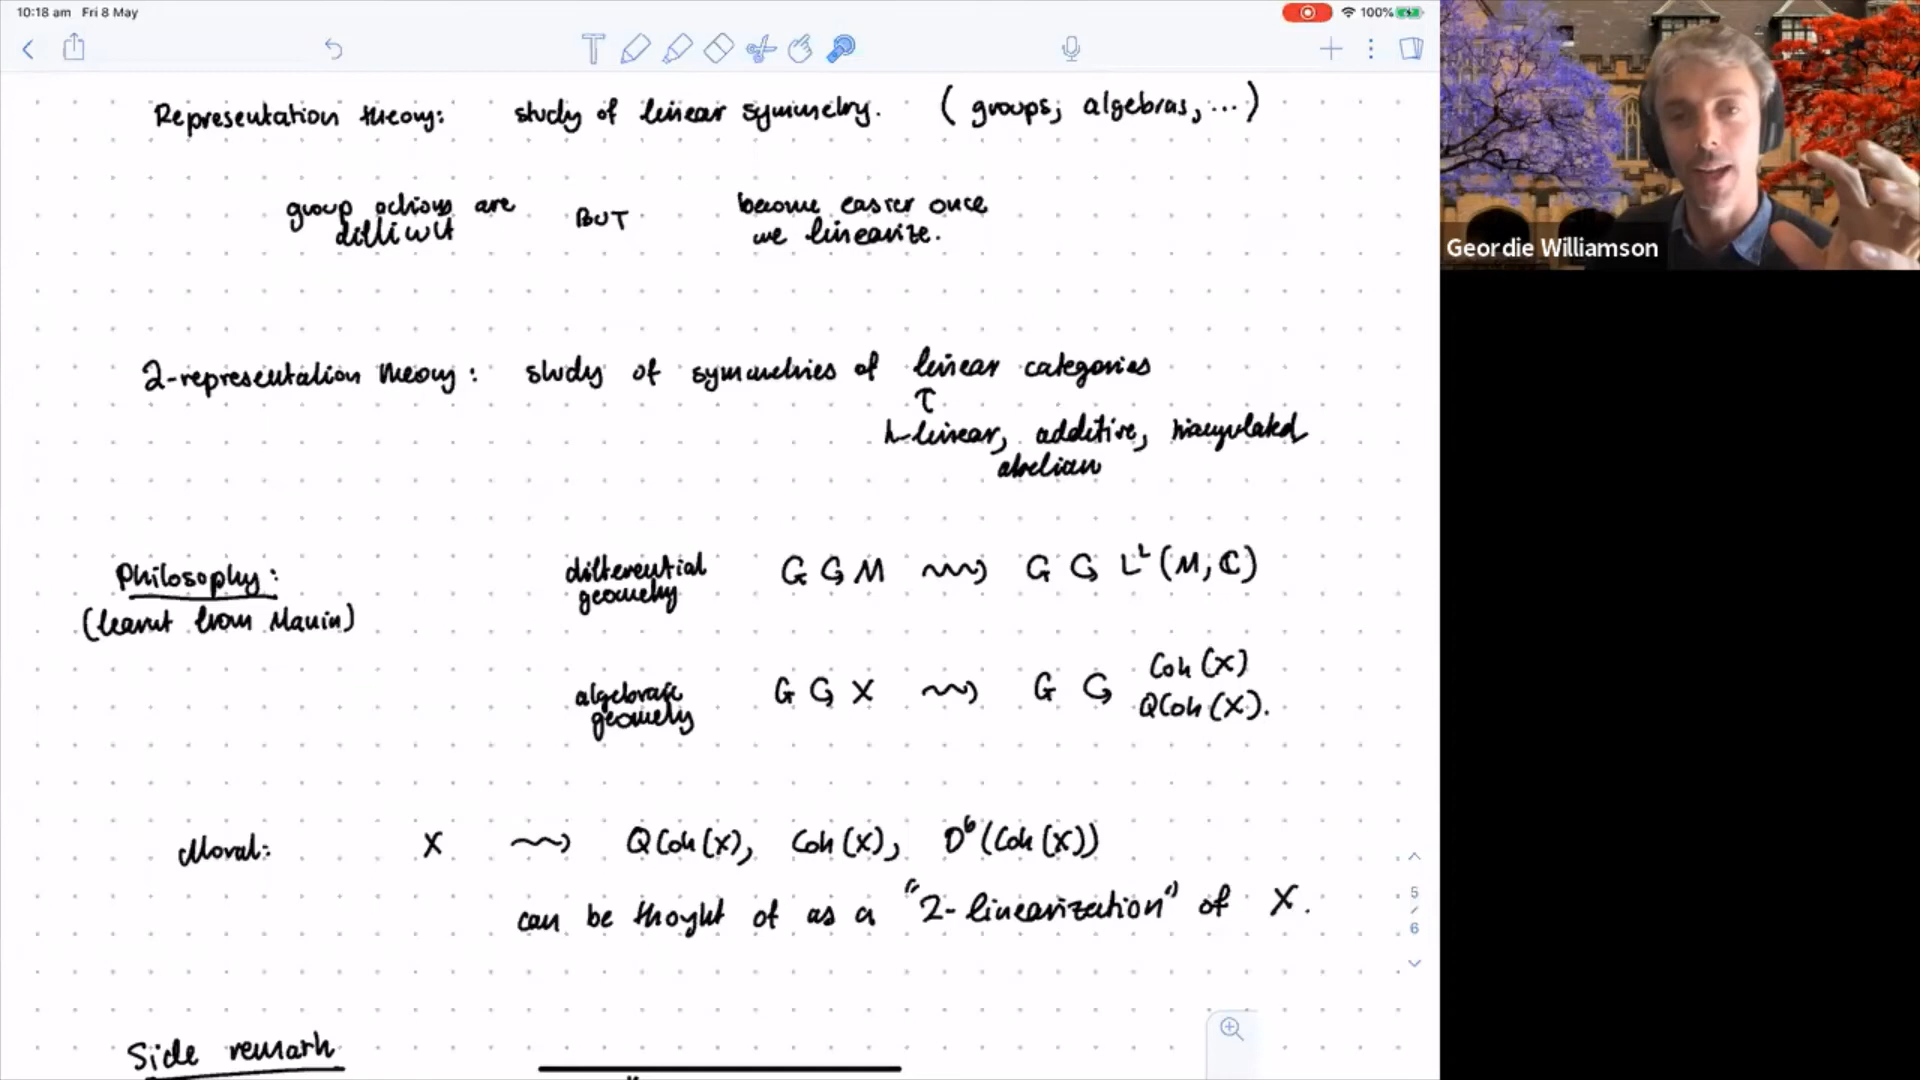 10:18 am Fri 8 May
100%
Representation theory: study of linear symmetry. (groups, algebras, ...)
group actions are BUT become easier once
difficult we linearize.
2-representation theory: study of symmetries of linear categories
k-linear, additive, triangulated
abelian
Philosophy: differential G ↻ M ⇝ G ↻ L² (M, ℂ)
geometry
(learnt from Manin)
algebraic G ↻ X ⇝ G ↻ Coh (X)
geometry QCoh (X).
Moral: X ⇝ QCoh (X), Coh (X), Dᵇ (Coh (X))
can be thoght of as a "2-linearization" of X.
Side remark
5
/
6
Geordie Williamson